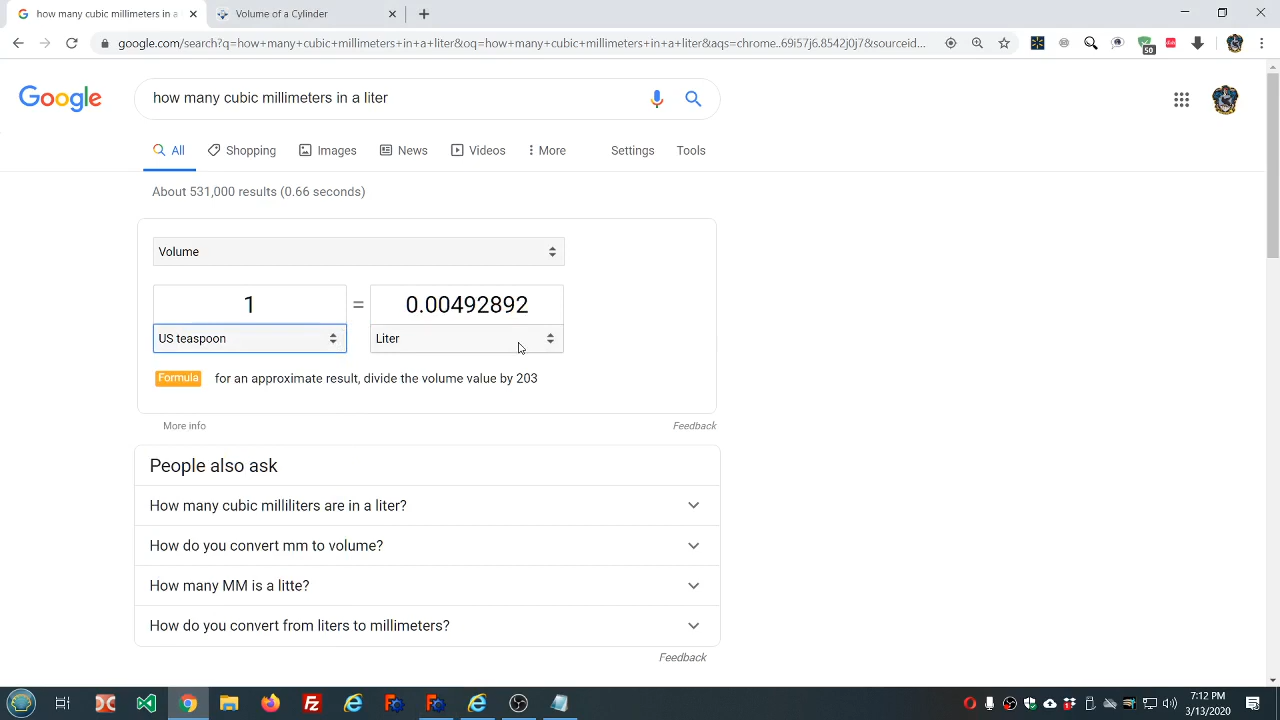 how many cubic millimeters in a
Volume of a Cylinder
google.com/search?q=how+many+cubic+millimeters+in+a+liter&oq=how+many+cubic+millimeters+in+a+liter&aqs=chrome..69i57j6.8542j0j7&sourceid...
50
Google
how many cubic millimeters in a liter
All Shopping Images News Videos More Settings Tools
About 531,000 results (0.66 seconds)
Volume
1 = 0.00492892
US teaspoon Liter
Formula for an approximate result, divide the volume value by 203
More info Feedback
People also ask
How many cubic milliliters are in a liter?
How do you convert mm to volume?
How many MM is a litte?
How do you convert from liters to millimeters?
Feedback
7:12 PM
3/13/2020